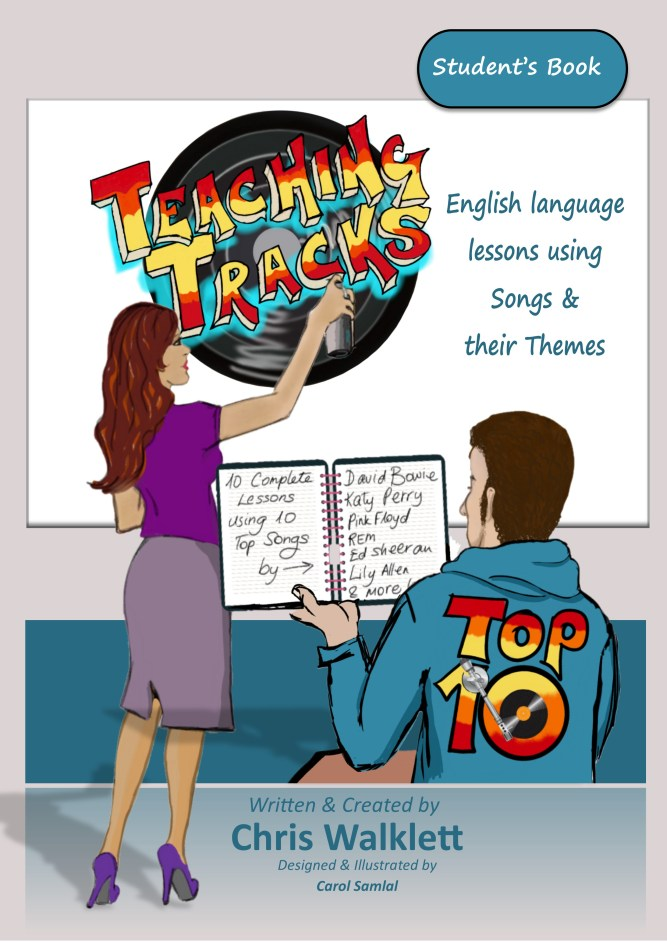 Student's Book
TEACHING
TRACKS
English language
lessons using
Songs &
their Themes
10 Complete
Lessons
using 10
Top Songs
by →
David Bowie
Katy Perry
Pink Floyd
REM
Ed sheeran
Lily Allen
& more!
TOP
10
Written & Created by
Chris Walklett
Designed & Illustrated by
Carol Samlal